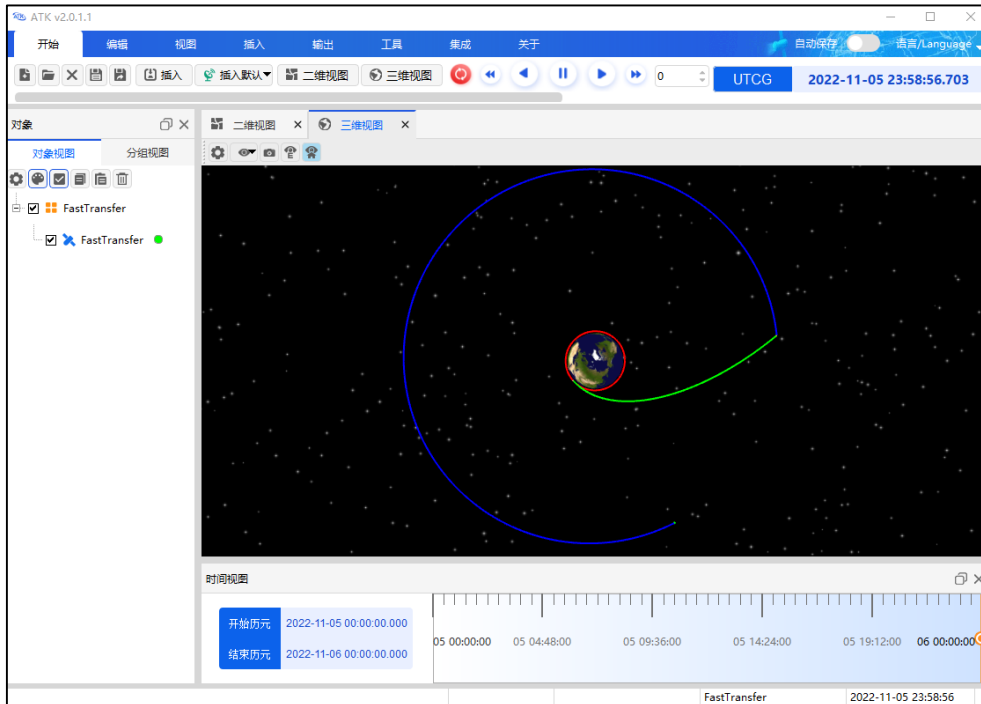 ATK v2.0.1.1
开始 编辑 视图 插入 输出 工具 集成 关于 自动保存 语言/Language
插入 插入默认 二维视图 三维视图 0 UTCG 2022-11-05 23:58:56.703
对象
二维视图 三维视图
对象视图 分组视图
FastTransfer
FastTransfer
时间视图
开始历元 2022-11-05 00:00:00.000
结束历元 2022-11-06 00:00:00.000
05 00:00:00 05 04:48:00 05 09:36:00 05 14:24:00 05 19:12:00 06 00:00:00
FastTransfer 2022-11-05 23:58:56